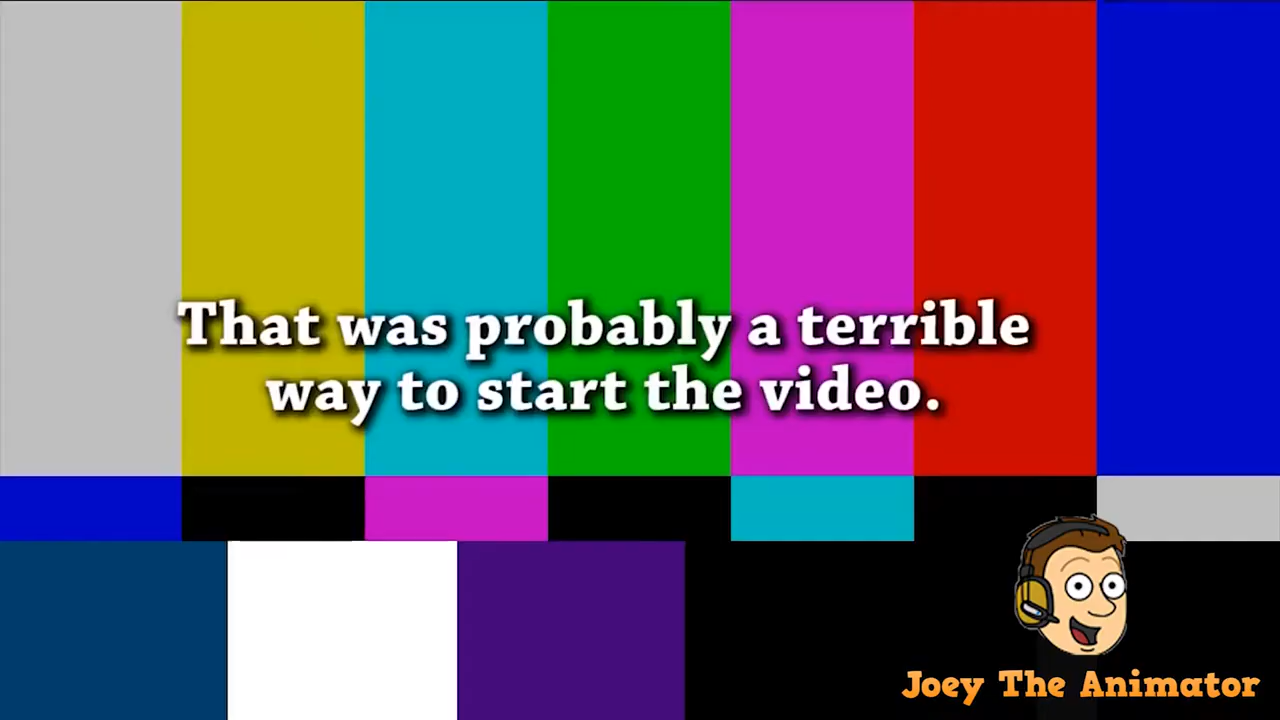 That was probably a terrible
way to start the video.
Joey The Animator